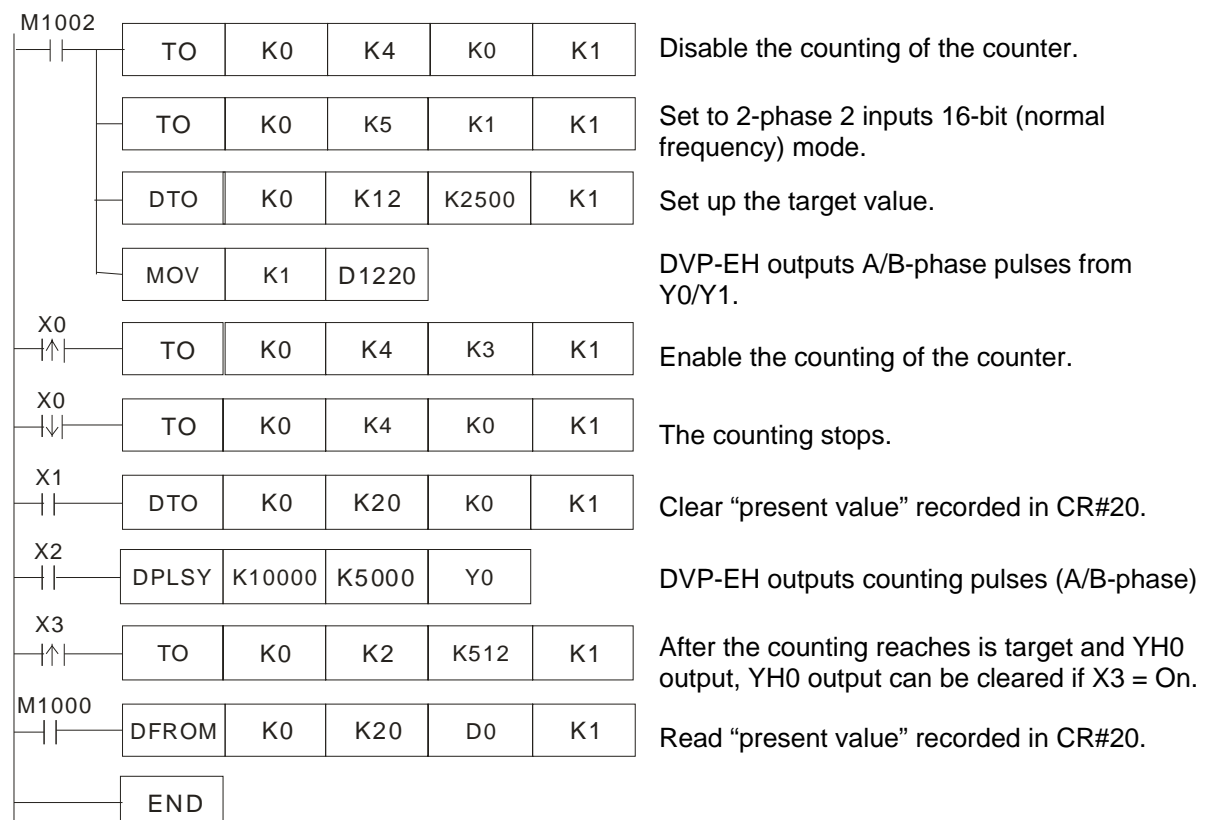 M1002
TO K0 K4 K0 K1 Disable the counting of the counter.
TO K0 K5 K1 K1 Set to 2-phase 2 inputs 16-bit (normal
frequency) mode.
DTO K0 K12 K2500 K1 Set up the target value.
MOV K1 D1220 DVP-EH outputs A/B-phase pulses from
Y0/Y1.
X0
TO K0 K4 K3 K1 Enable the counting of the counter.
X0
TO K0 K4 K0 K1 The counting stops.
X1
DTO K0 K20 K0 K1 Clear “present value” recorded in CR#20.
X2
DPLSY K10000 K5000 Y0 DVP-EH outputs counting pulses (A/B-phase)
X3
TO K0 K2 K512 K1 After the counting reaches is target and YH0
output, YH0 output can be cleared if X3 = On.
M1000
DFROM K0 K20 D0 K1 Read “present value” recorded in CR#20.
END